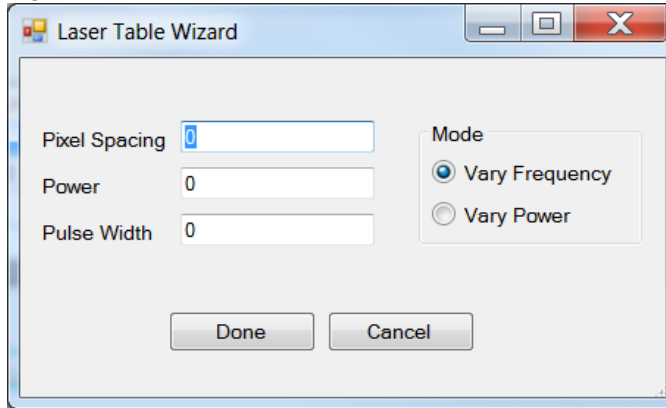 Laser Table Wizard
Pixel Spacing 0
Mode
Vary Frequency
Power 0
Vary Power
Pulse Width 0
Done Cancel